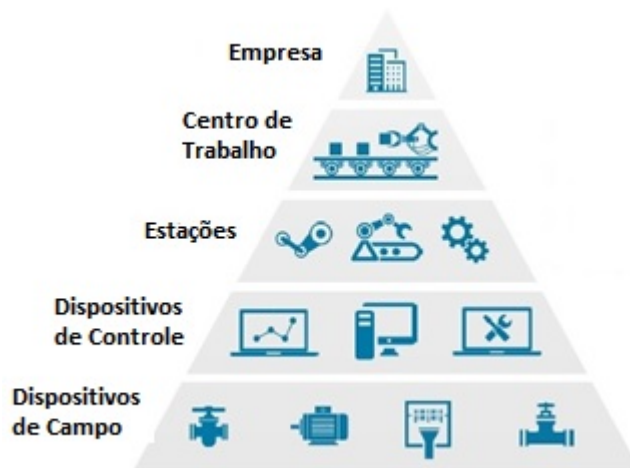 Empresa
Centro de
Trabalho
Estações
Dispositivos
de Controle
Dispositivos
de Campo